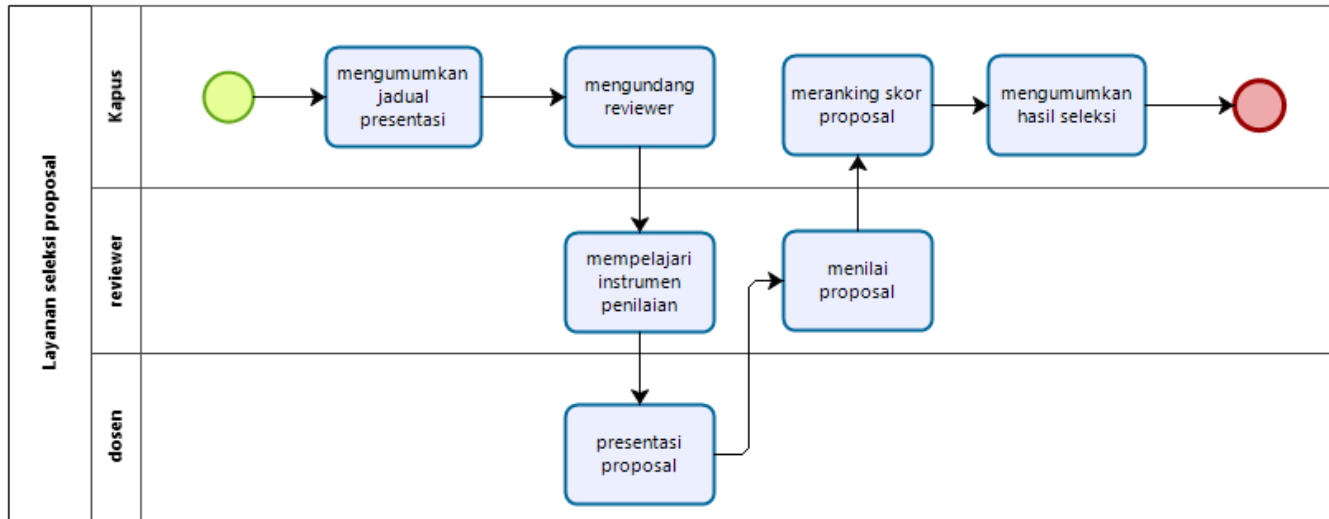 Layanan seleksi proposal
Kapus
mengumumkan
jadual
presentasi
mengundang
reviewer
meranking skor
proposal
mengumumkan
hasil seleksi
reviewer
mempelajari
instrumen
penilaian
menilai
proposal
dosen
presentasi
proposal